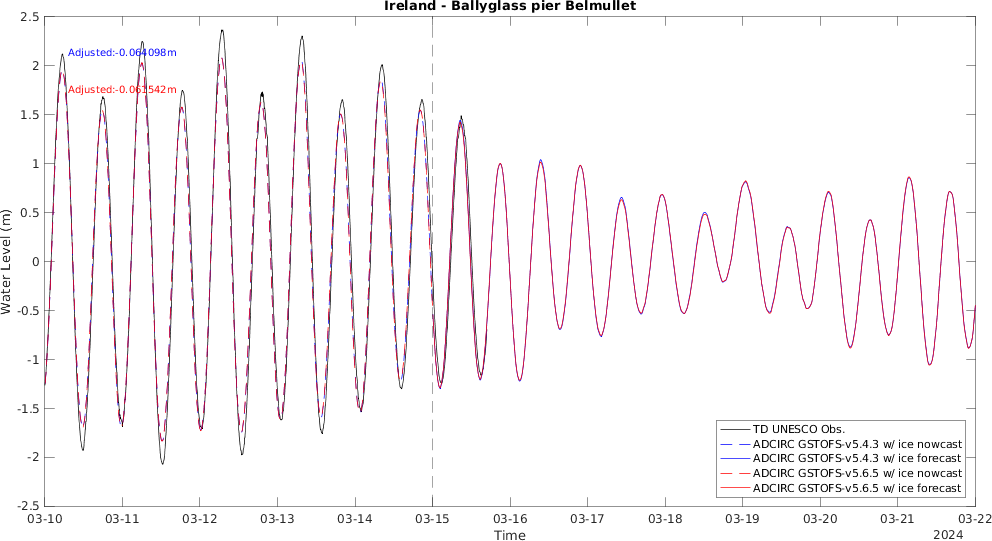 Ireland - Ballyglass pier Belmullet
2.5
2
1.5
1
0.5
0
-0.5
-1
-1.5
-2
-2.5
Water Level (m)
Adjusted:-0.064098m
Adjusted:-0.061542m
TD UNESCO Obs.
ADCIRC GSTOFS-v5.4.3 w/ ice nowcast
ADCIRC GSTOFS-v5.4.3 w/ ice forecast
ADCIRC GSTOFS-v5.6.5 w/ ice nowcast
ADCIRC GSTOFS-v5.6.5 w/ ice forecast
03-10 03-11 03-12 03-13 03-14 03-15 03-16 03-17 03-18 03-19 03-20 03-21 03-22
Time
2024